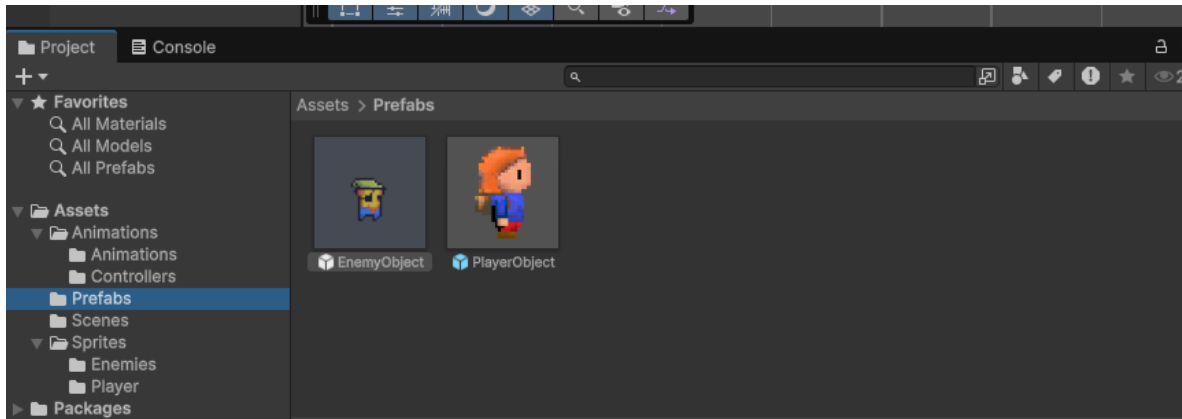 Project
Console
Favorites
All Materials
All Models
All Prefabs
Assets
Animations
Animations
Controllers
Prefabs
Scenes
Sprites
Enemies
Player
Packages
Assets > Prefabs
EnemyObject
PlayerObject
2